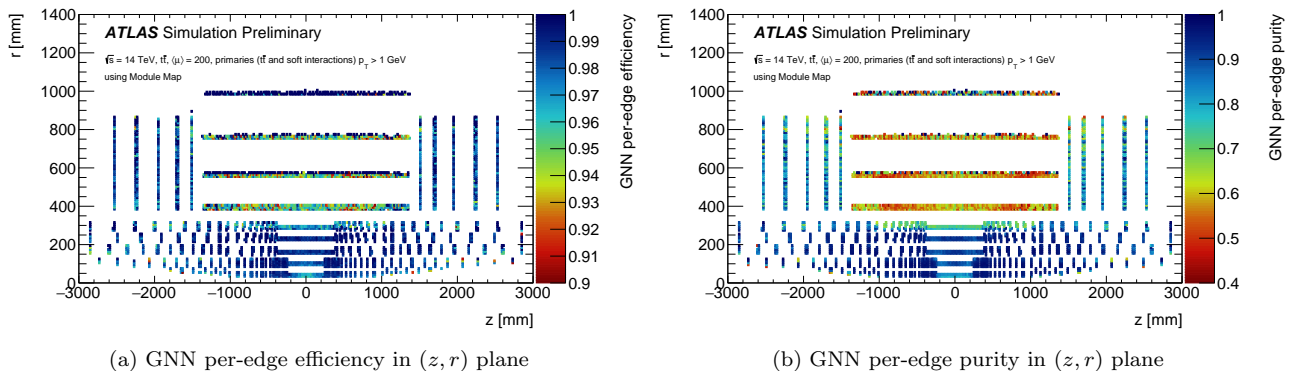 ATLAS Simulation Preliminary
√s = 14 TeV, tt̄, ⟨μ⟩ = 200, primaries (tt̄ and soft interactions) p_T > 1 GeV
using Module Map
r [mm]
1400
1200
1000
800
600
400
200
0
−3000 −2000 −1000 0 1000 2000 3000
z [mm]
1
0.99
0.98
0.97
0.96
0.95
0.94
0.93
0.92
0.91
0.9
GNN per-edge efficiency
(a) GNN per-edge efficiency in (z, r) plane
ATLAS Simulation Preliminary
√s = 14 TeV, tt̄, ⟨μ⟩ = 200, primaries (tt̄ and soft interactions) p_T > 1 GeV
using Module Map
r [mm]
1400
1200
1000
800
600
400
200
0
−3000 −2000 −1000 0 1000 2000 3000
z [mm]
1
0.9
0.8
0.7
0.6
0.5
0.4
GNN per-edge purity
(b) GNN per-edge purity in (z, r) plane